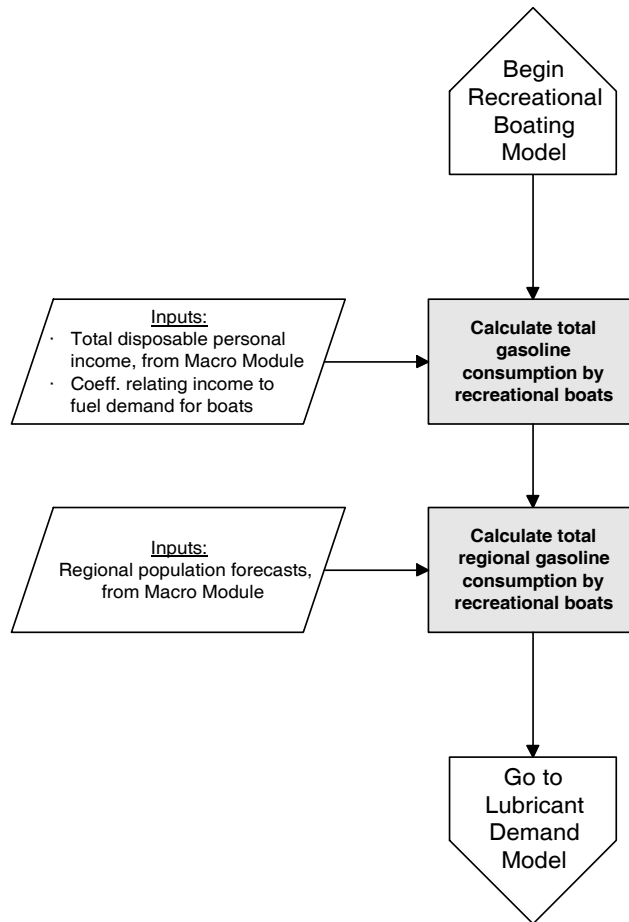 Begin
Recreational
Boating
Model
Inputs:
· Total disposable personal
income, from Macro Module
· Coeff. relating income to
fuel demand for boats
Calculate total
gasoline
consumption by
recreational boats
Inputs:
Regional population forecasts,
from Macro Module
Calculate total
regional gasoline
consumption by
recreational boats
Go to
Lubricant
Demand
Model